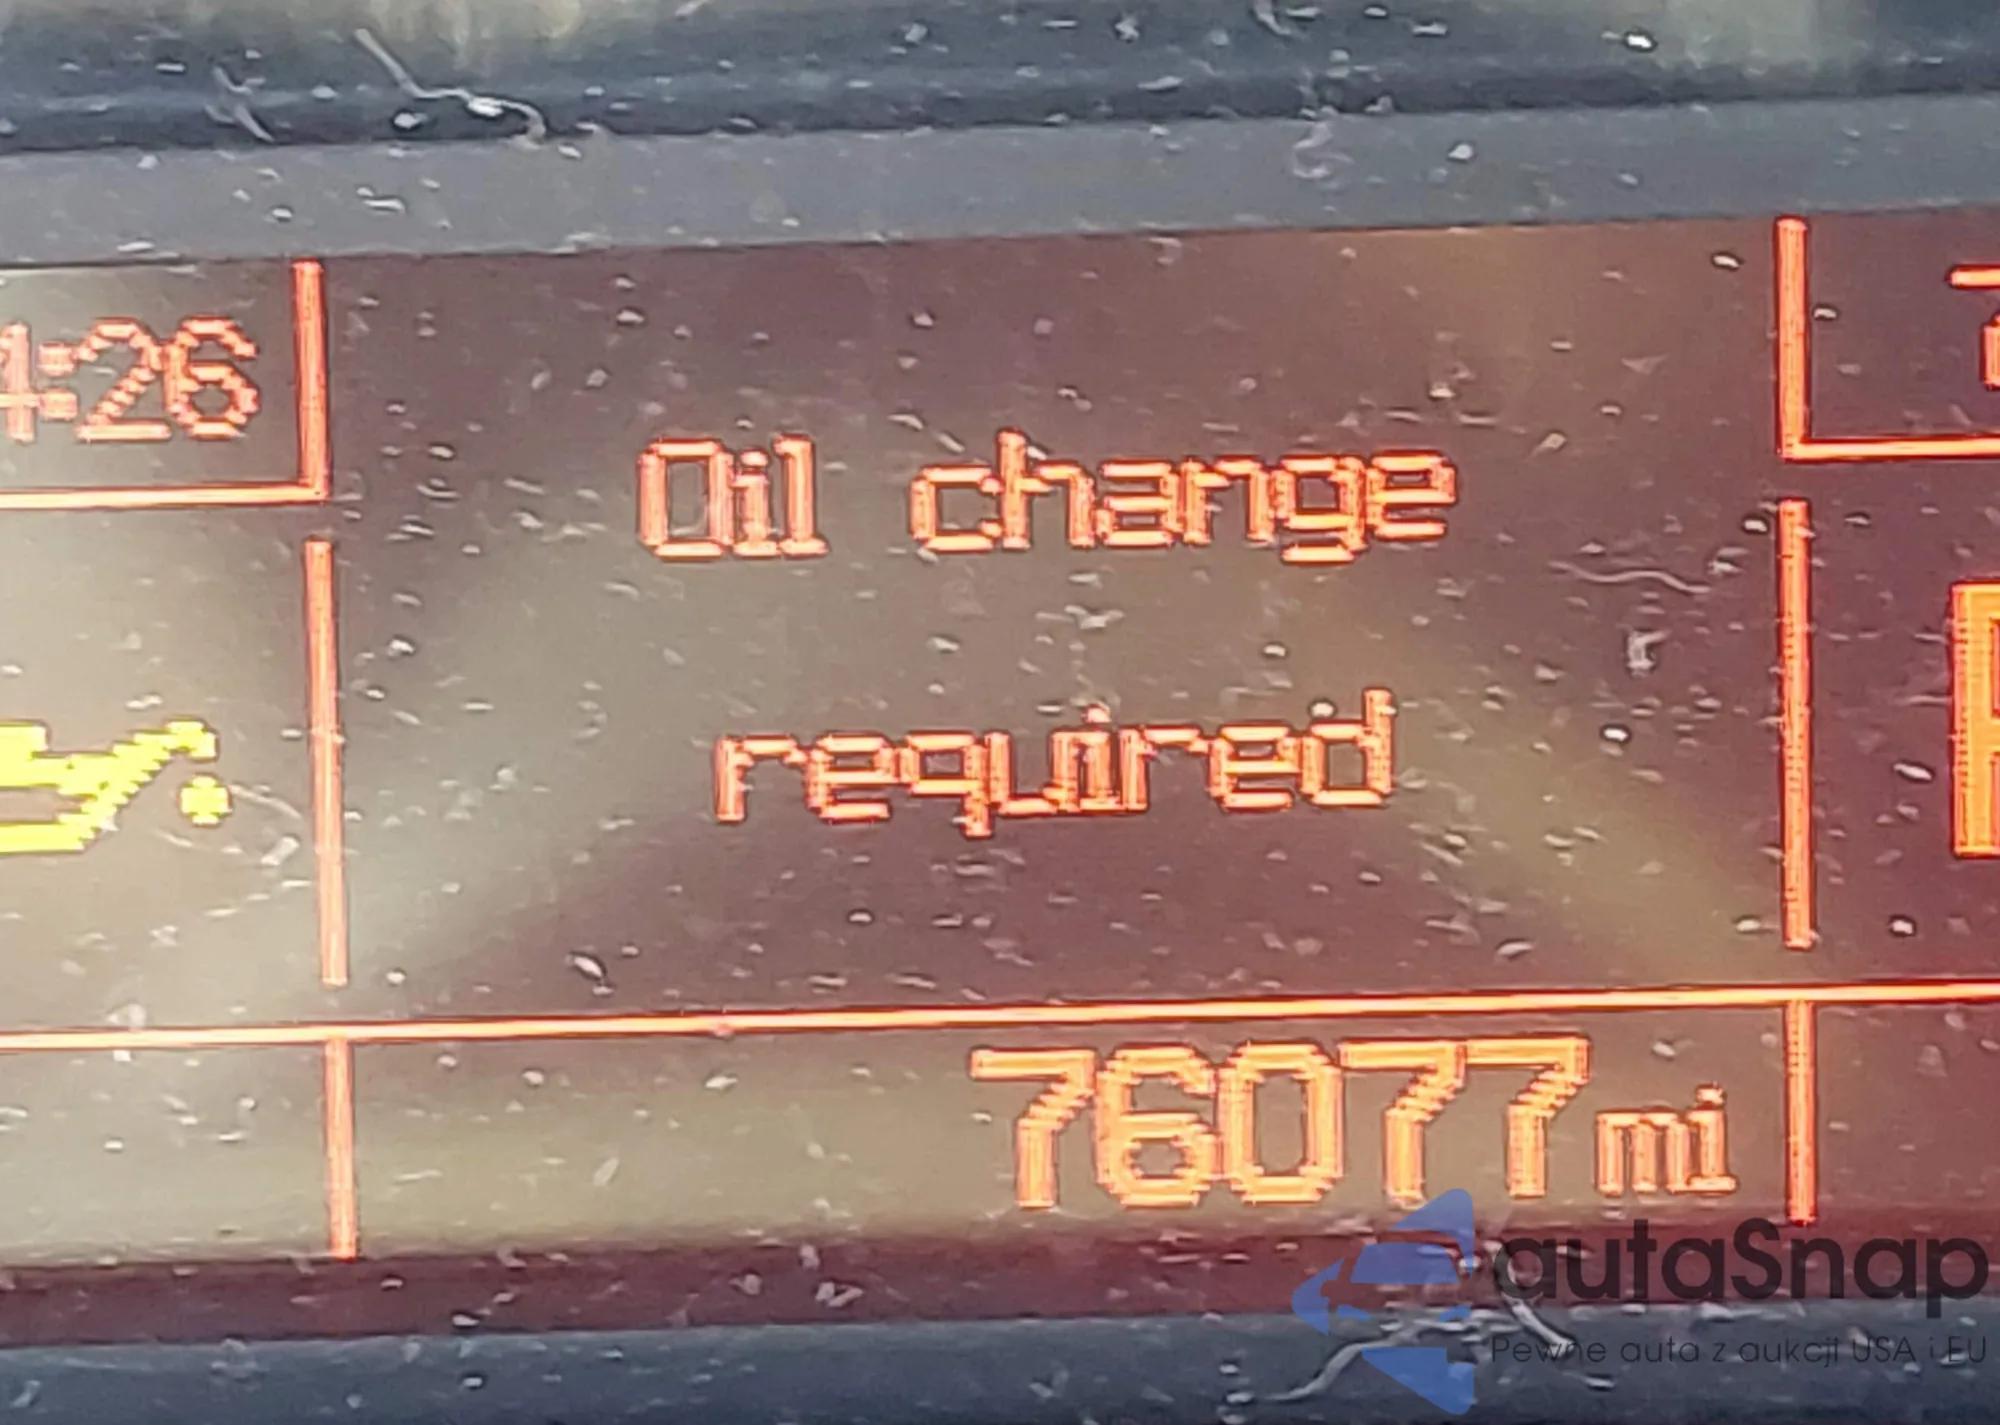 4:26
Oil change
required
76077 mi
autaSnap
Pewne auta z aukcji USA i EU